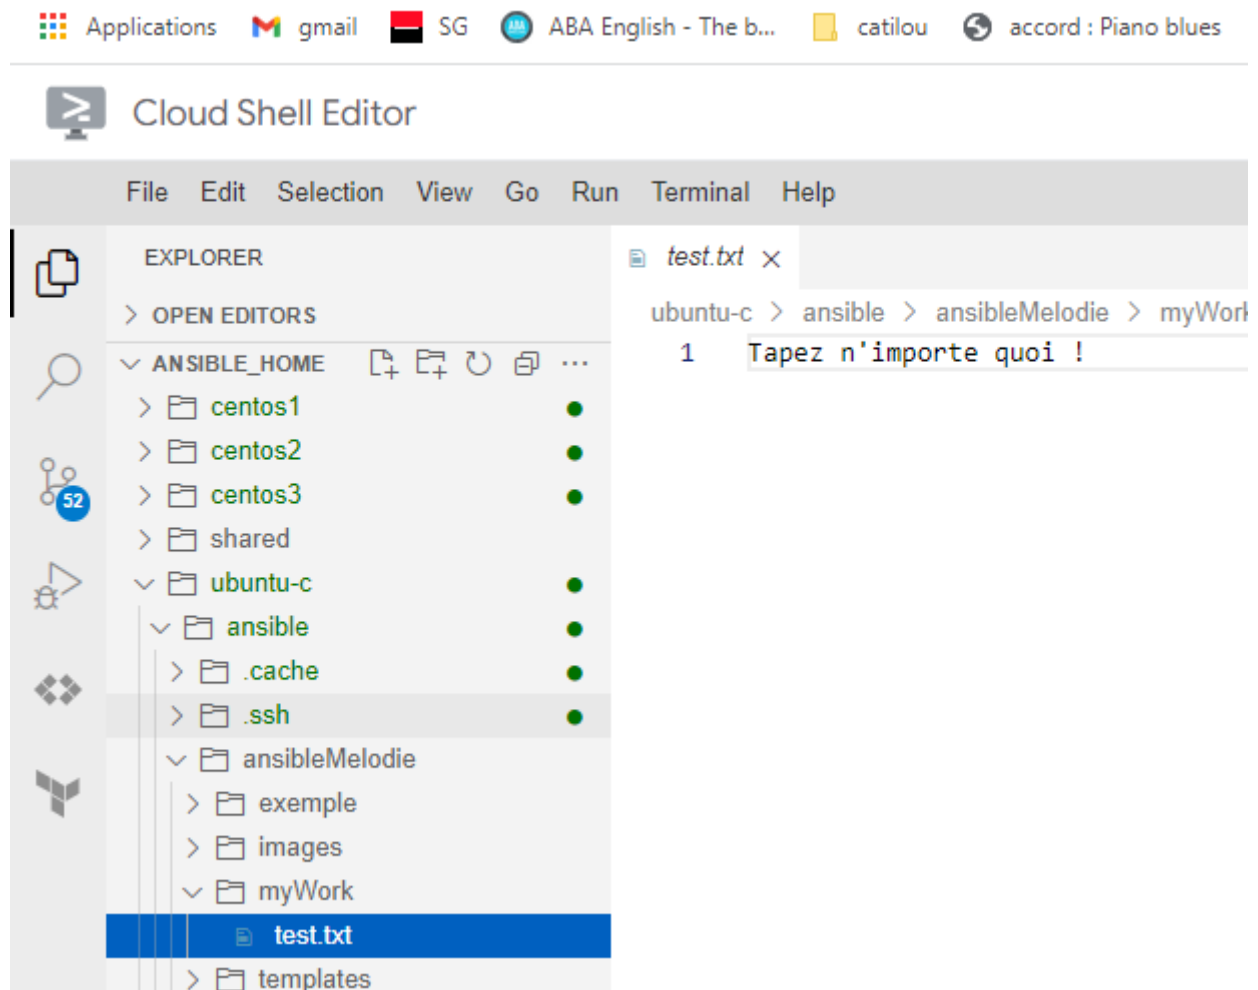 Applications gmail SG ABA English - The b... catilou accord : Piano blues
Cloud Shell Editor
File Edit Selection View Go Run Terminal Help
EXPLORER
test.txt
OPEN EDITORS
ubuntu-c > ansible > ansibleMelodie > myWork
ANSIBLE_HOME
1 Tapez n'importe quoi !
centos1
centos2
centos3
52
shared
ubuntu-c
ansible
.cache
.ssh
ansibleMelodie
exemple
images
myWork
test.txt
templates